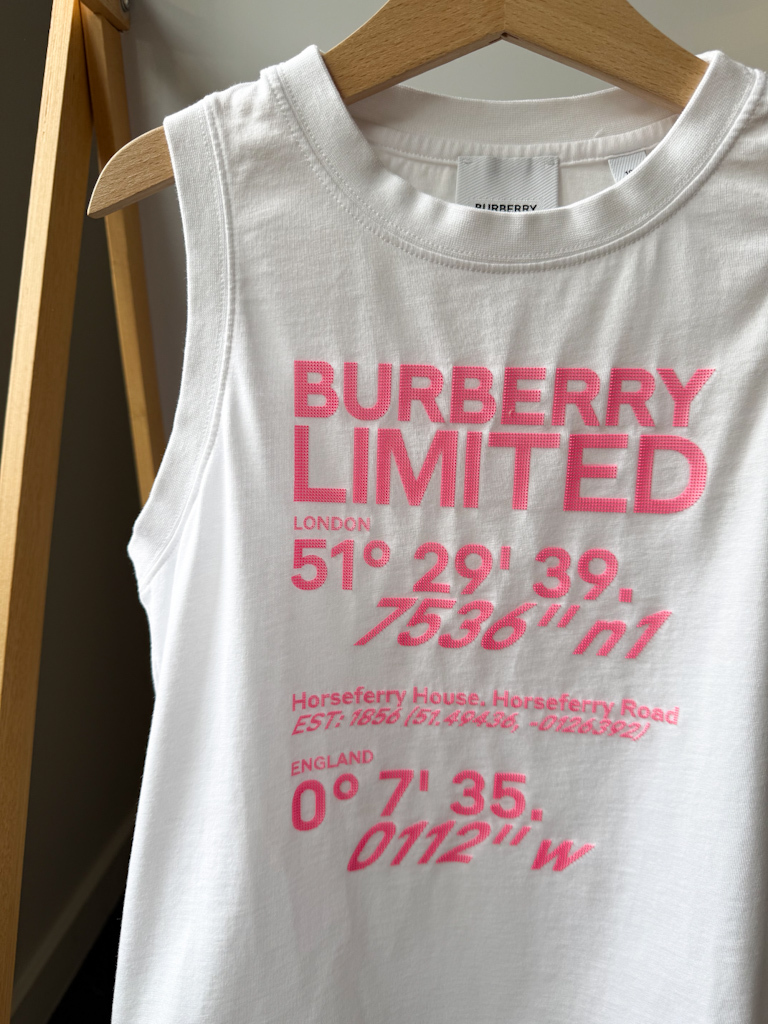 BURBERRY
BURBERRY
LIMITED
LONDON
51° 29' 39.
7536" n1
Horseferry House. Horseferry Road
EST: 1856 (51.49436, -0126392)
ENGLAND
0° 7' 35.
0112" w